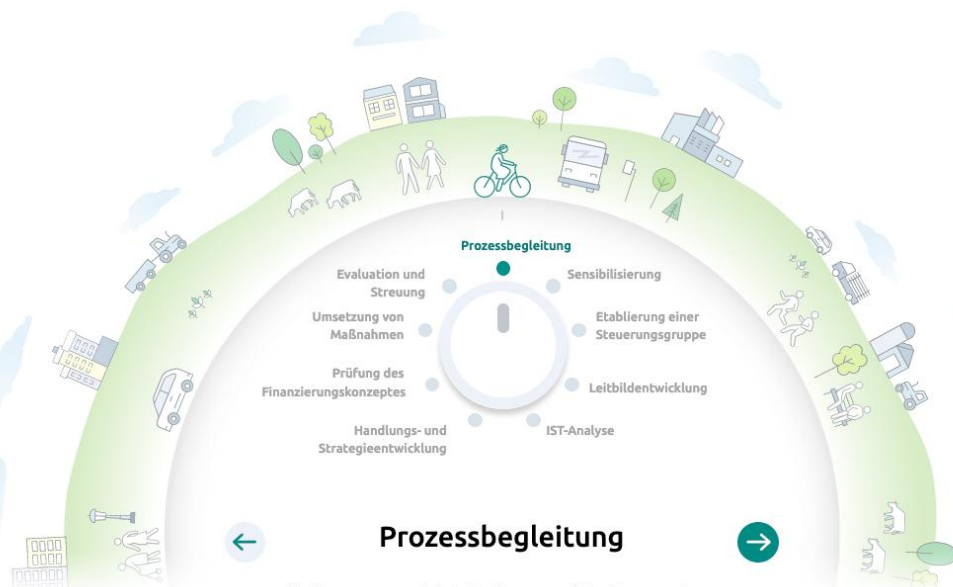 Prozessbegleitung
Evaluation und
Streuung
Sensibilisierung
Umsetzung von
Maßnahmen
Etablierung einer
Steuerungsgruppe
Prüfung des
Finanzierungskonzeptes
Leitbildentwicklung
Handlungs- und
Strategieentwicklung
IST-Analyse
Prozessbegleitung